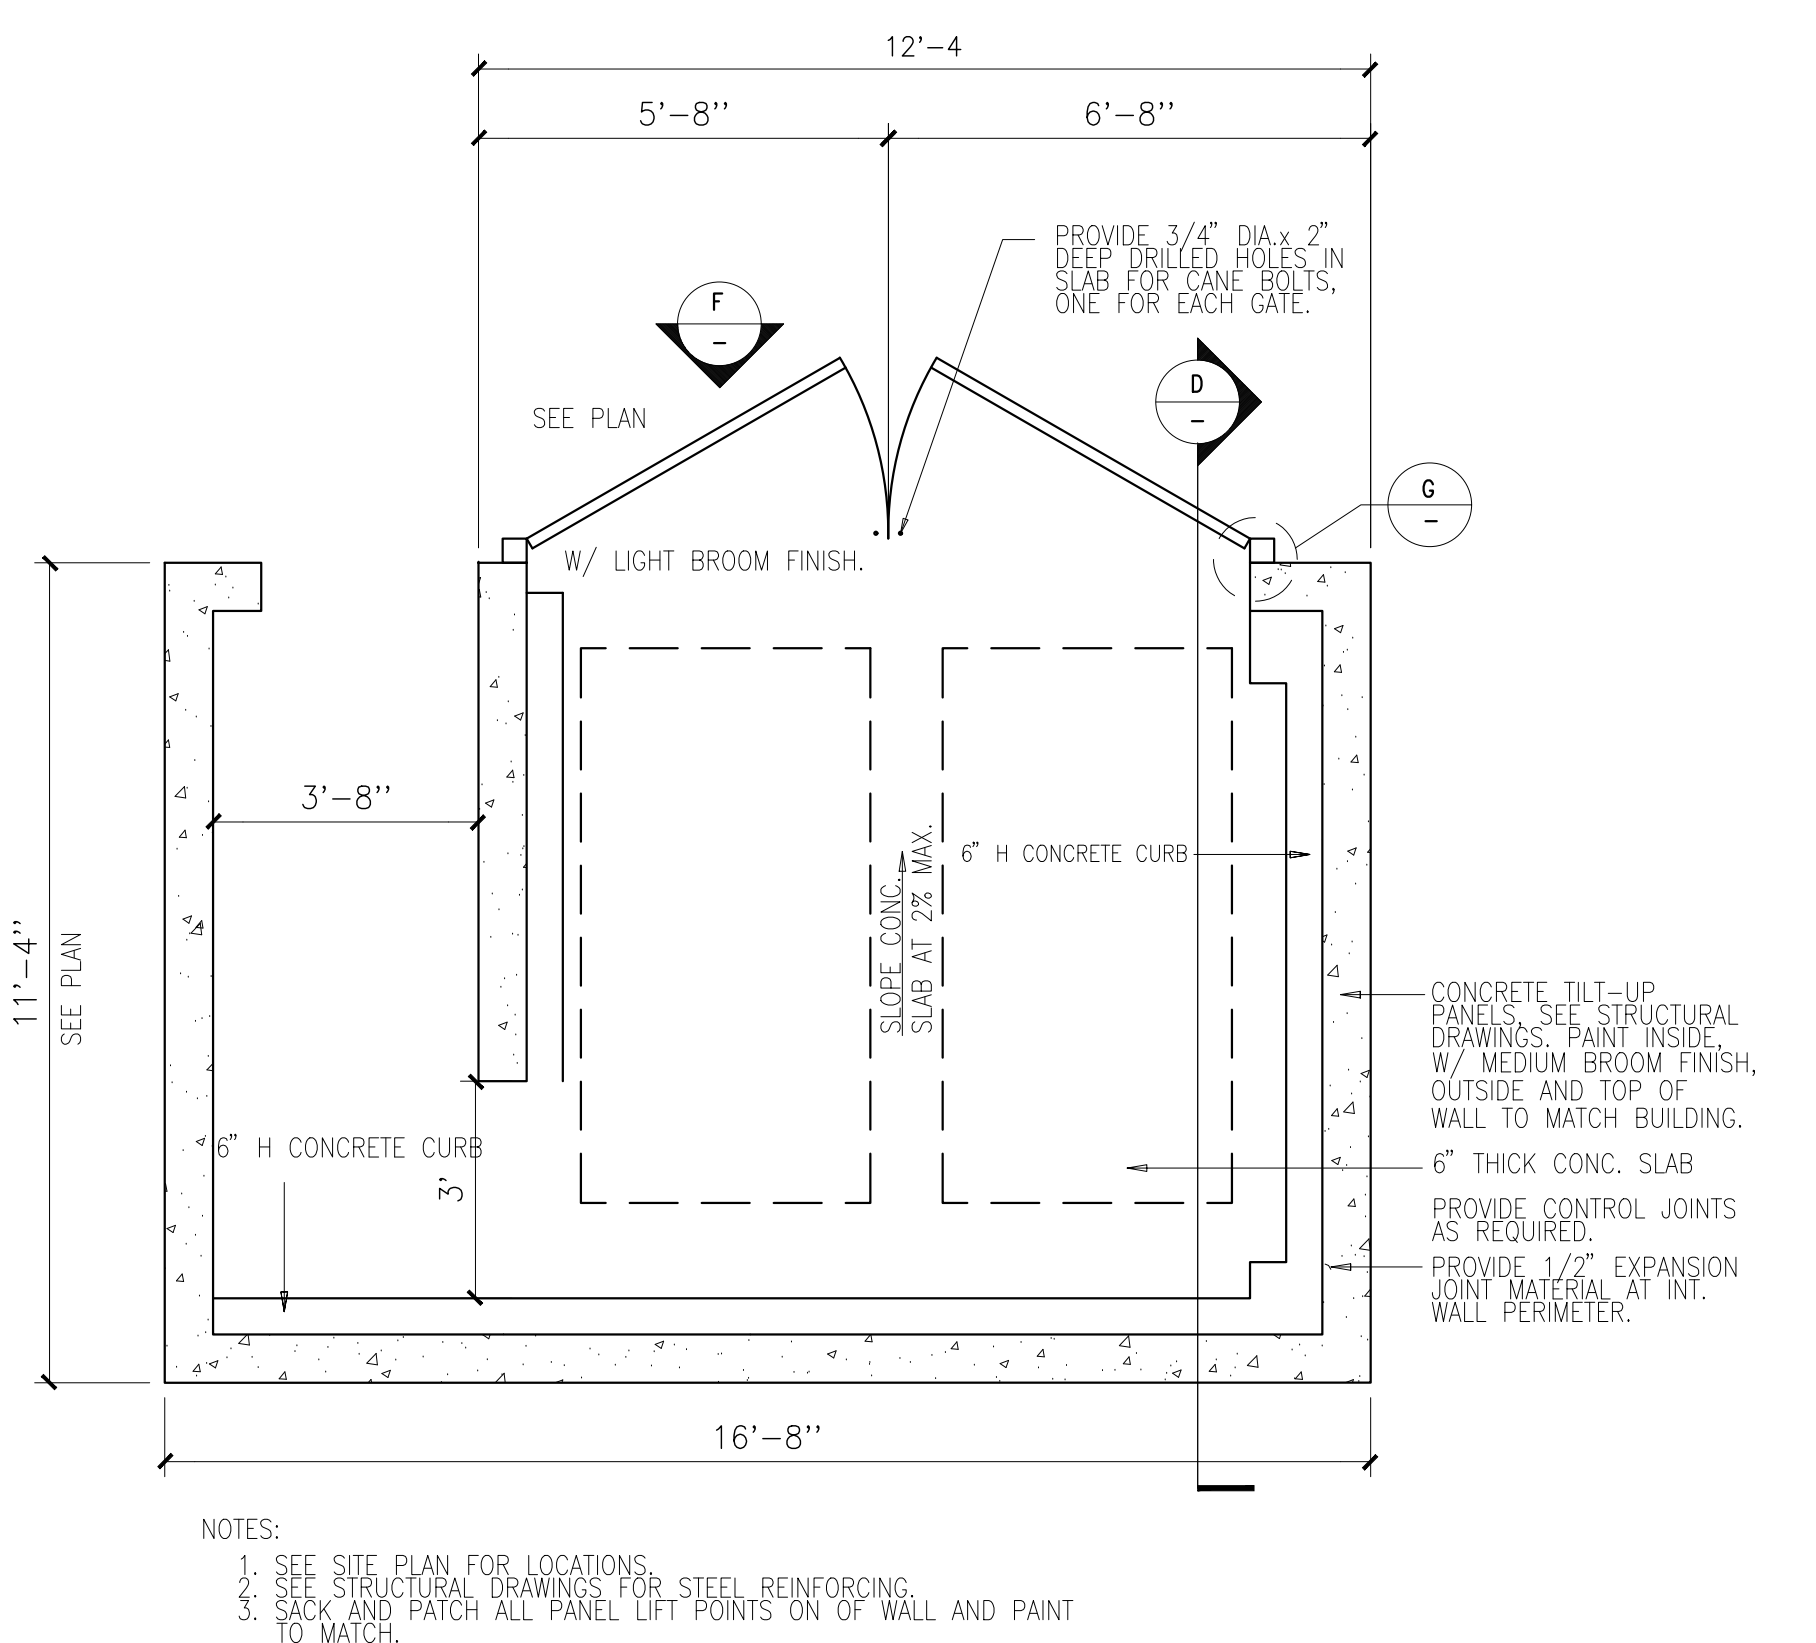 12'-4
5'-8''
6'-8''
PROVIDE 3/4" DIA.x 2"
DEEP DRILLED HOLES IN
SLAB FOR CANE BOLTS,
ONE FOR EACH GATE.
F
-
D
-
SEE PLAN
G
-
W/ LIGHT BROOM FINISH.
3'-8''
6" H CONCRETE CURB
SLOPE CONC.
SLAB AT 2% MAX.
11'-4''
SEE PLAN
CONCRETE TILT-UP
PANELS, SEE STRUCTURAL
DRAWINGS. PAINT INSIDE,
W/ MEDIUM BROOM FINISH,
OUTSIDE AND TOP OF
WALL TO MATCH BUILDING.
6" H CONCRETE CURB
3'
6" THICK CONC. SLAB
PROVIDE CONTROL JOINTS
AS REQUIRED.
PROVIDE 1/2" EXPANSION
JOINT MATERIAL AT INT.
WALL PERIMETER.
16'-8''
NOTES:
1. SEE SITE PLAN FOR LOCATIONS.
2. SEE STRUCTURAL DRAWINGS FOR STEEL REINFORCING.
3. SACK AND PATCH ALL PANEL LIFT POINTS ON OF WALL AND PAINT
TO MATCH.